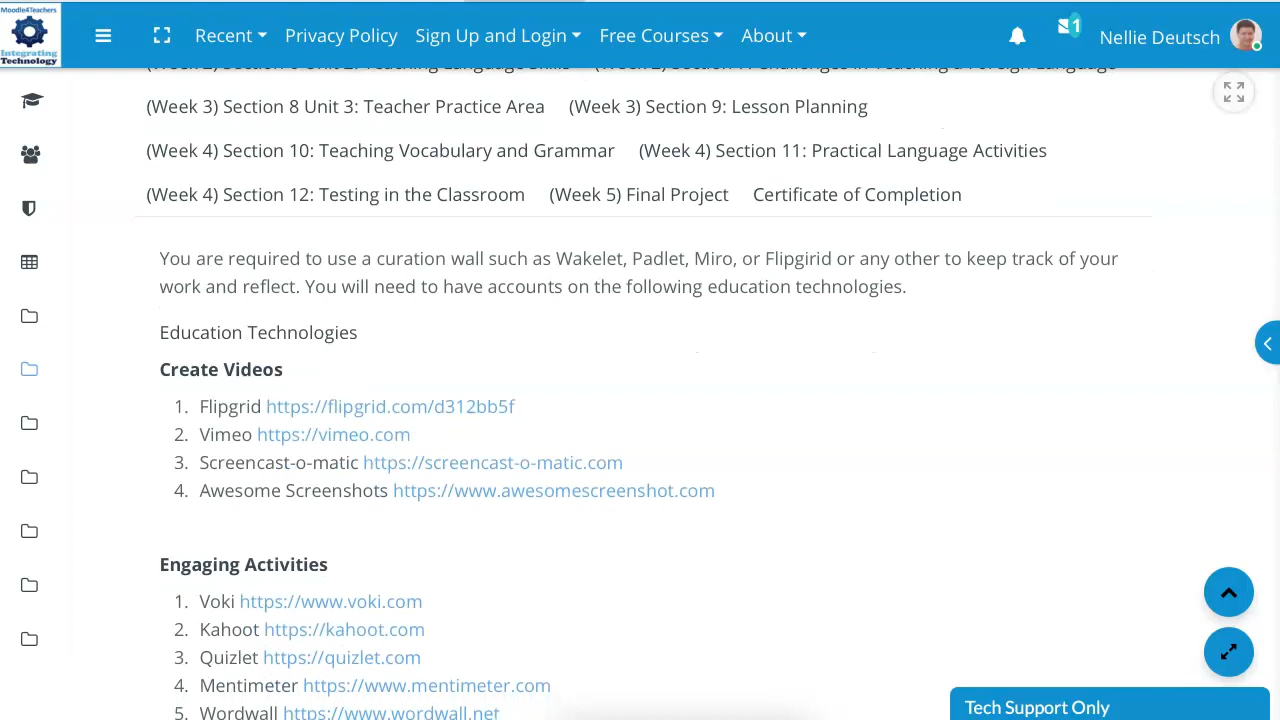 Moodle4Teachers
Integrating
Technology
Recent
Privacy Policy
Sign Up and Login
Free Courses
About
1
Nellie Deutsch
(Week 3) Section 8 Unit 3: Teacher Practice Area (Week 3) Section 9: Lesson Planning
(Week 4) Section 10: Teaching Vocabulary and Grammar (Week 4) Section 11: Practical Language Activities
(Week 4) Section 12: Testing in the Classroom (Week 5) Final Project Certificate of Completion
You are required to use a curation wall such as Wakelet, Padlet, Miro, or Flipgirid or any other to keep track of your
work and reflect. You will need to have accounts on the following education technologies.
Education Technologies
Create Videos
1. Flipgrid https://flipgrid.com/d312bb5f
2. Vimeo https://vimeo.com
3. Screencast-o-matic https://screencast-o-matic.com
4. Awesome Screenshots https://www.awesomescreenshot.com
Engaging Activities
1. Voki https://www.voki.com
2. Kahoot https://kahoot.com
3. Quizlet https://quizlet.com
4. Mentimeter https://www.mentimeter.com
5. Wordwall https://www.wordwall.net
Tech Support Only